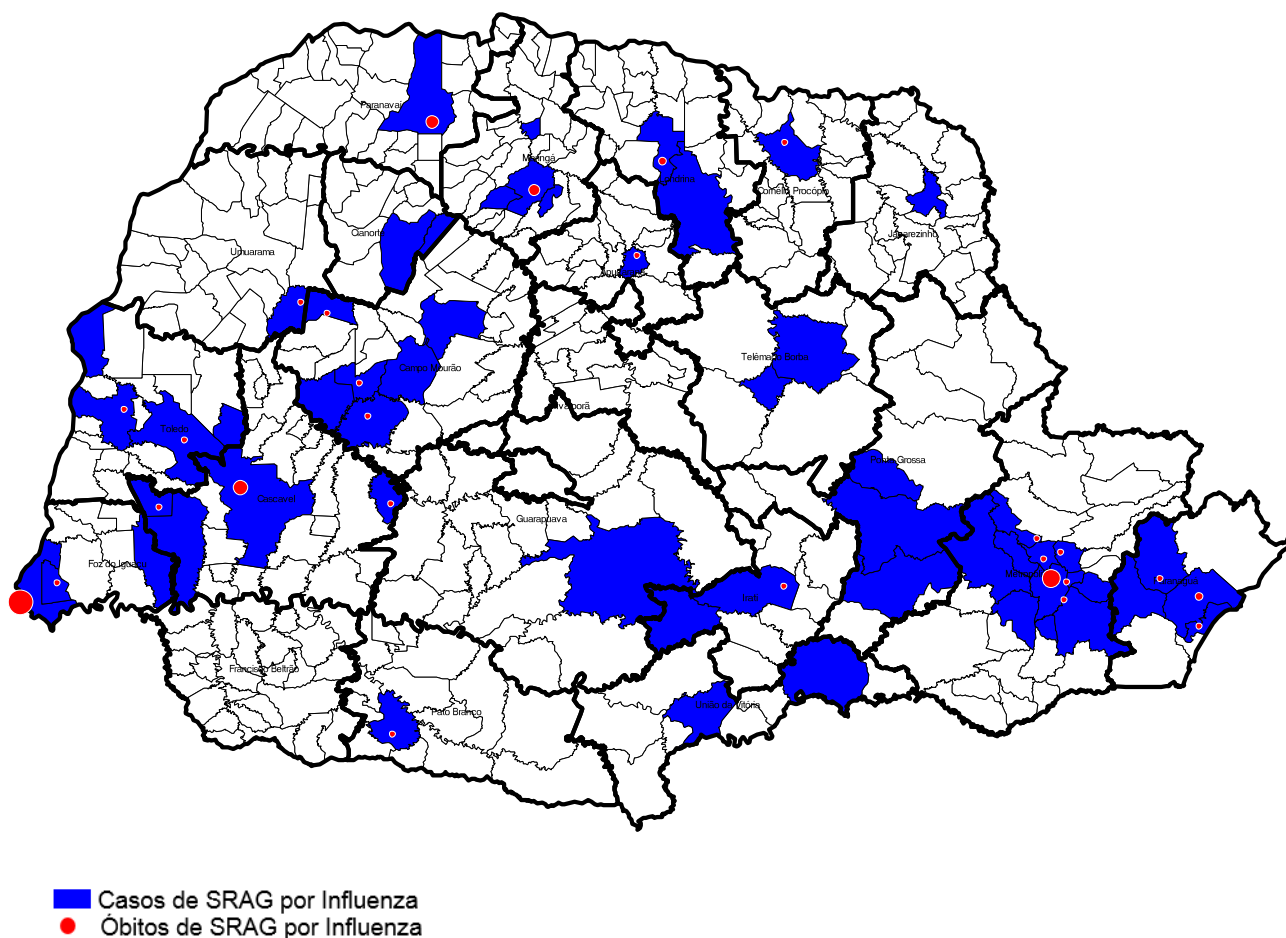 Paranavaí
Maringá
Londrina
Cornélio Procópio
Jacarezinho
Cianorte
Umuarama
Apucarana
Telêmaco Borba
Campo Mourão
Ivaiporã
Toledo
Ponta Grossa
Cascavel
Guarapuava
Foz do Iguaçu
Irati
Francisco Beltrão
Pato Branco
União da Vitória
Casos de SRAG por Influenza
Óbitos de SRAG por Influenza